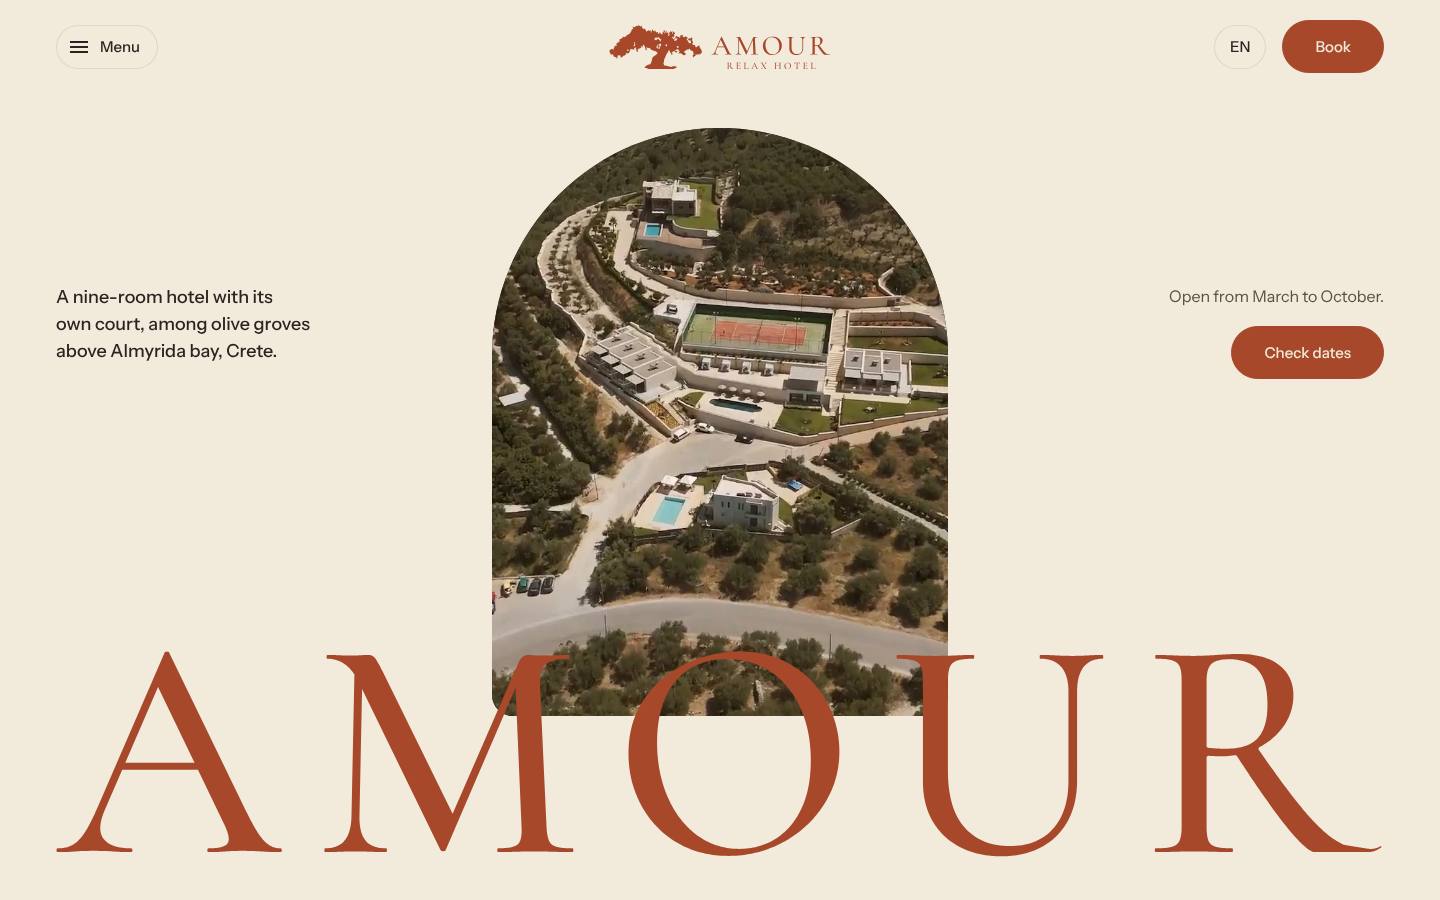 Menu
AMOUR
RELAX HOTEL
EN
Book
A nine-room hotel with its
own court, among olive groves
above Almyrida bay, Crete.
Open from March to October.
Check dates
AMOUR